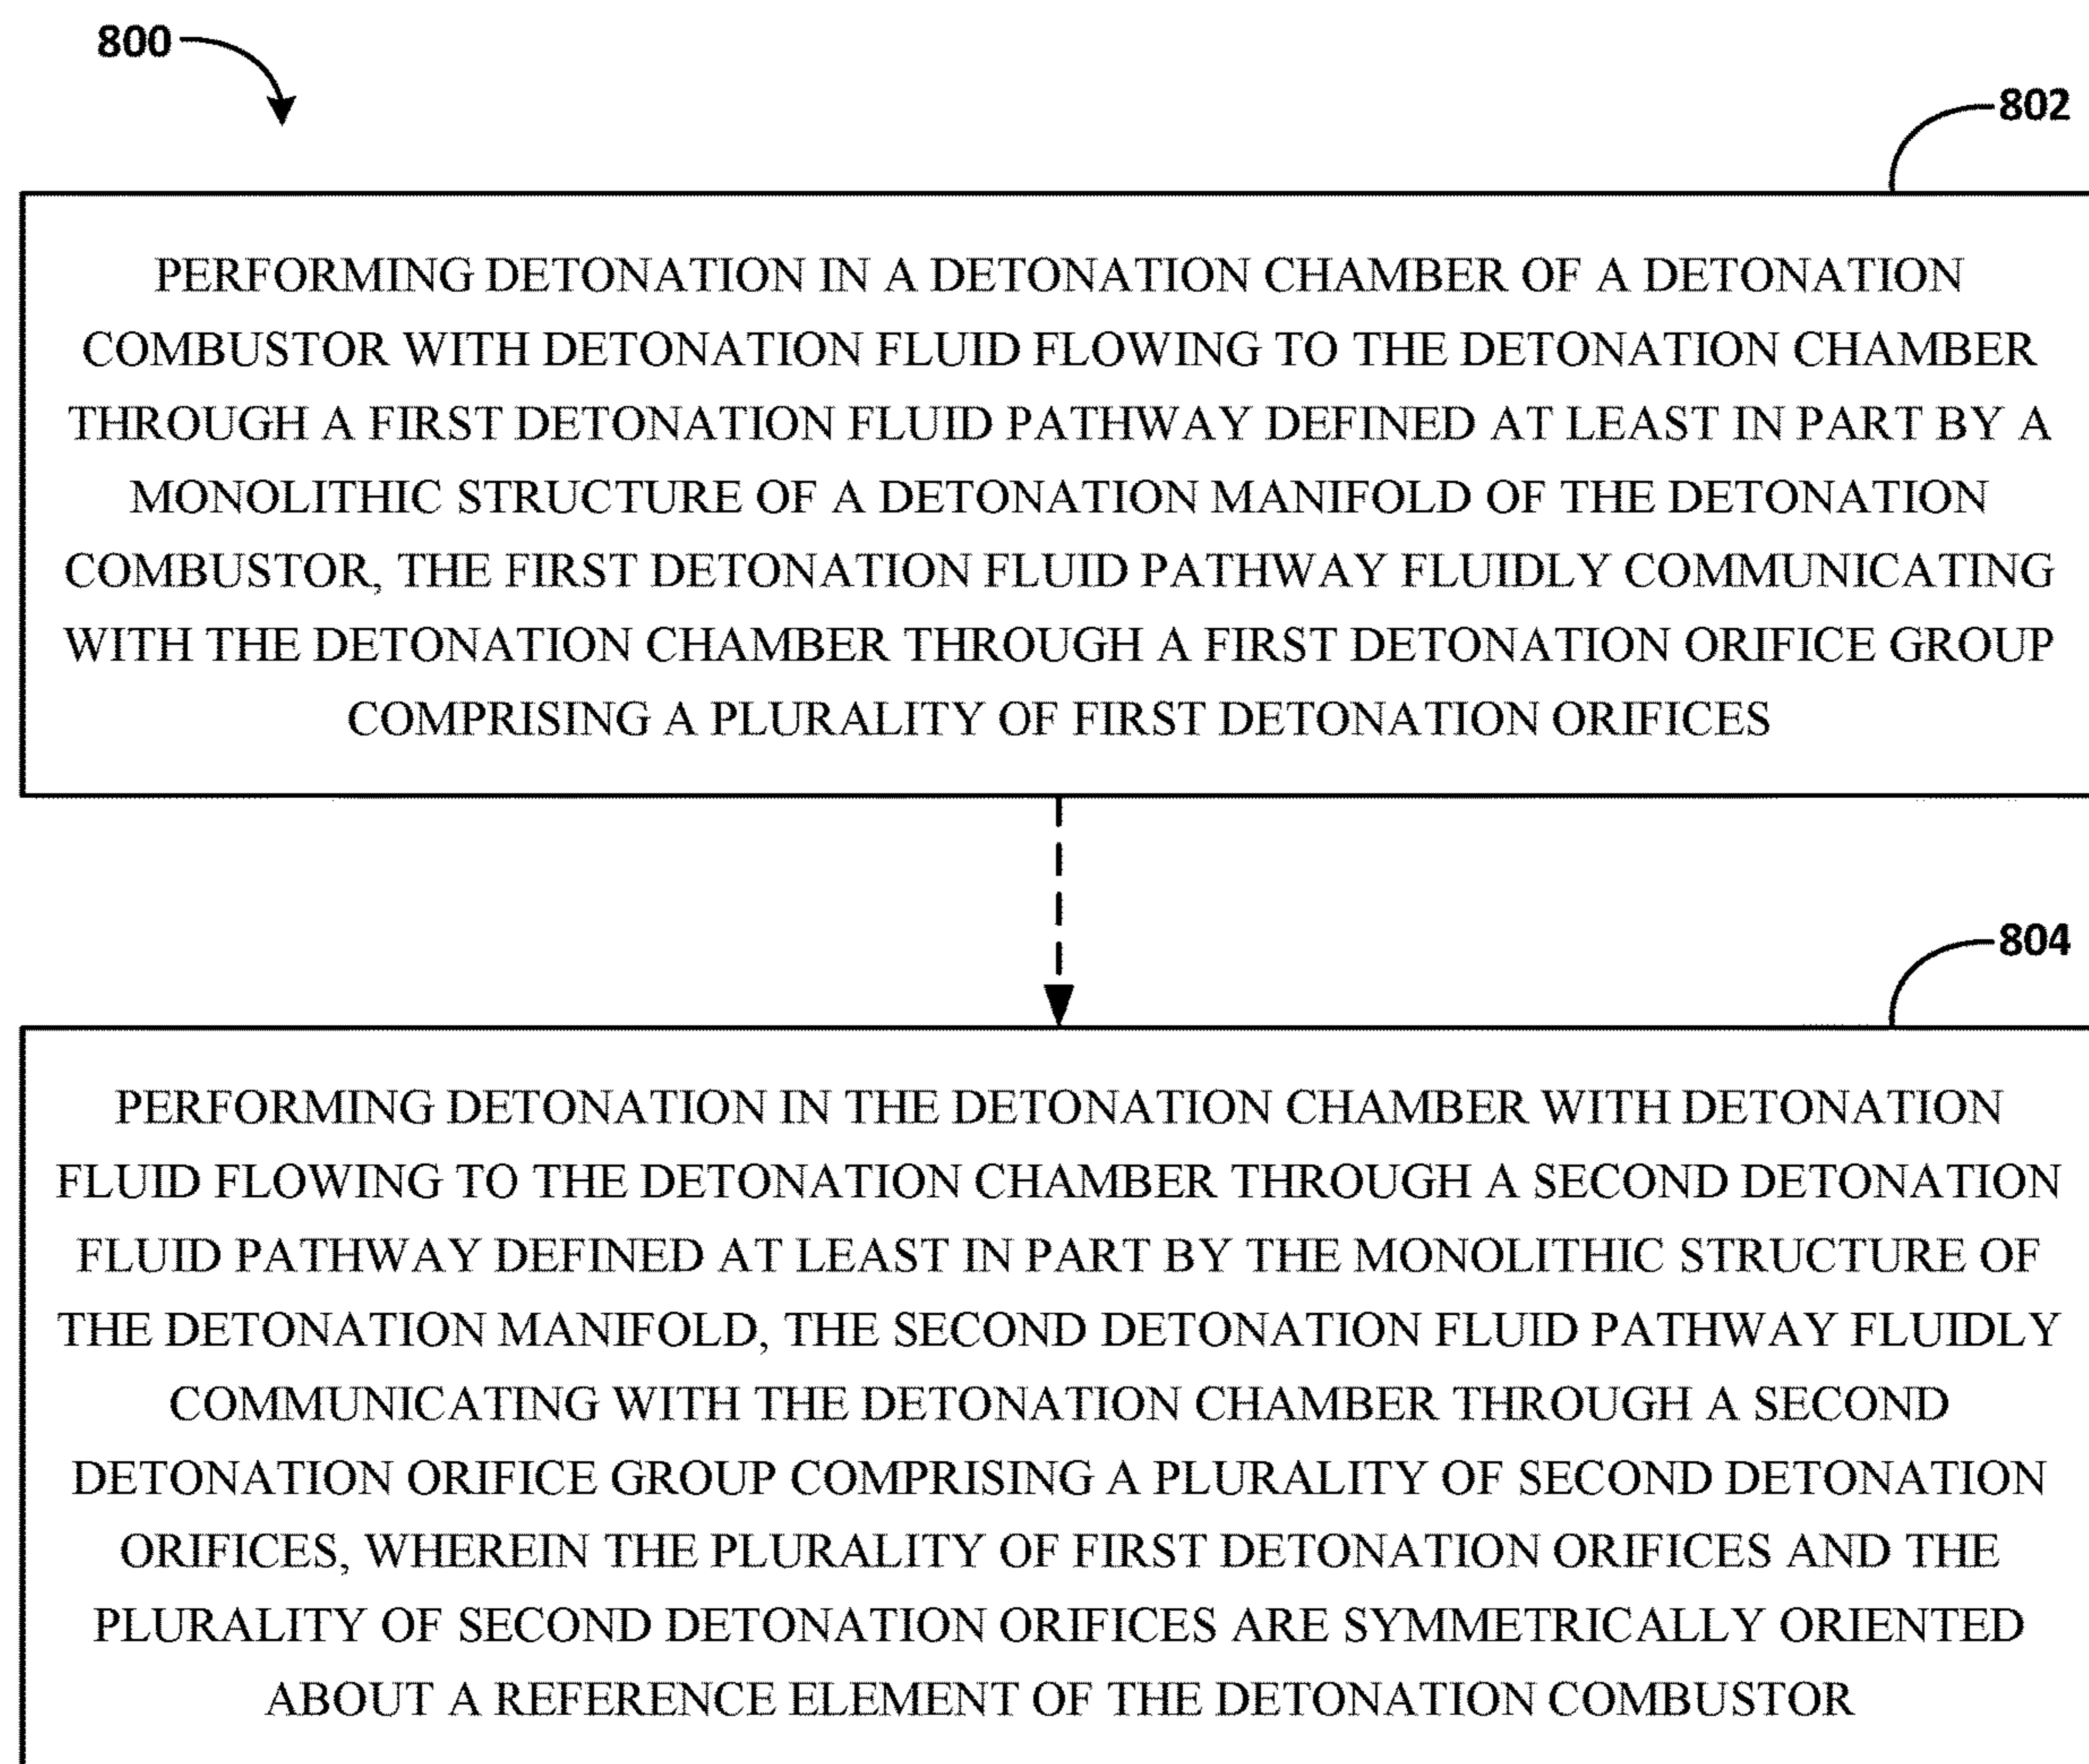 800
802
PERFORMING DETONATION IN A DETONATION CHAMBER OF A DETONATION
COMBUSTOR WITH DETONATION FLUID FLOWING TO THE DETONATION CHAMBER
THROUGH A FIRST DETONATION FLUID PATHWAY DEFINED AT LEAST IN PART BY A
MONOLITHIC STRUCTURE OF A DETONATION MANIFOLD OF THE DETONATION
COMBUSTOR, THE FIRST DETONATION FLUID PATHWAY FLUIDLY COMMUNICATING
WITH THE DETONATION CHAMBER THROUGH A FIRST DETONATION ORIFICE GROUP
COMPRISING A PLURALITY OF FIRST DETONATION ORIFICES
804
PERFORMING DETONATION IN THE DETONATION CHAMBER WITH DETONATION
FLUID FLOWING TO THE DETONATION CHAMBER THROUGH A SECOND DETONATION
FLUID PATHWAY DEFINED AT LEAST IN PART BY THE MONOLITHIC STRUCTURE OF
THE DETONATION MANIFOLD, THE SECOND DETONATION FLUID PATHWAY FLUIDLY
COMMUNICATING WITH THE DETONATION CHAMBER THROUGH A SECOND
DETONATION ORIFICE GROUP COMPRISING A PLURALITY OF SECOND DETONATION
ORIFICES, WHEREIN THE PLURALITY OF FIRST DETONATION ORIFICES AND THE
PLURALITY OF SECOND DETONATION ORIFICES ARE SYMMETRICALLY ORIENTED
ABOUT A REFERENCE ELEMENT OF THE DETONATION COMBUSTOR